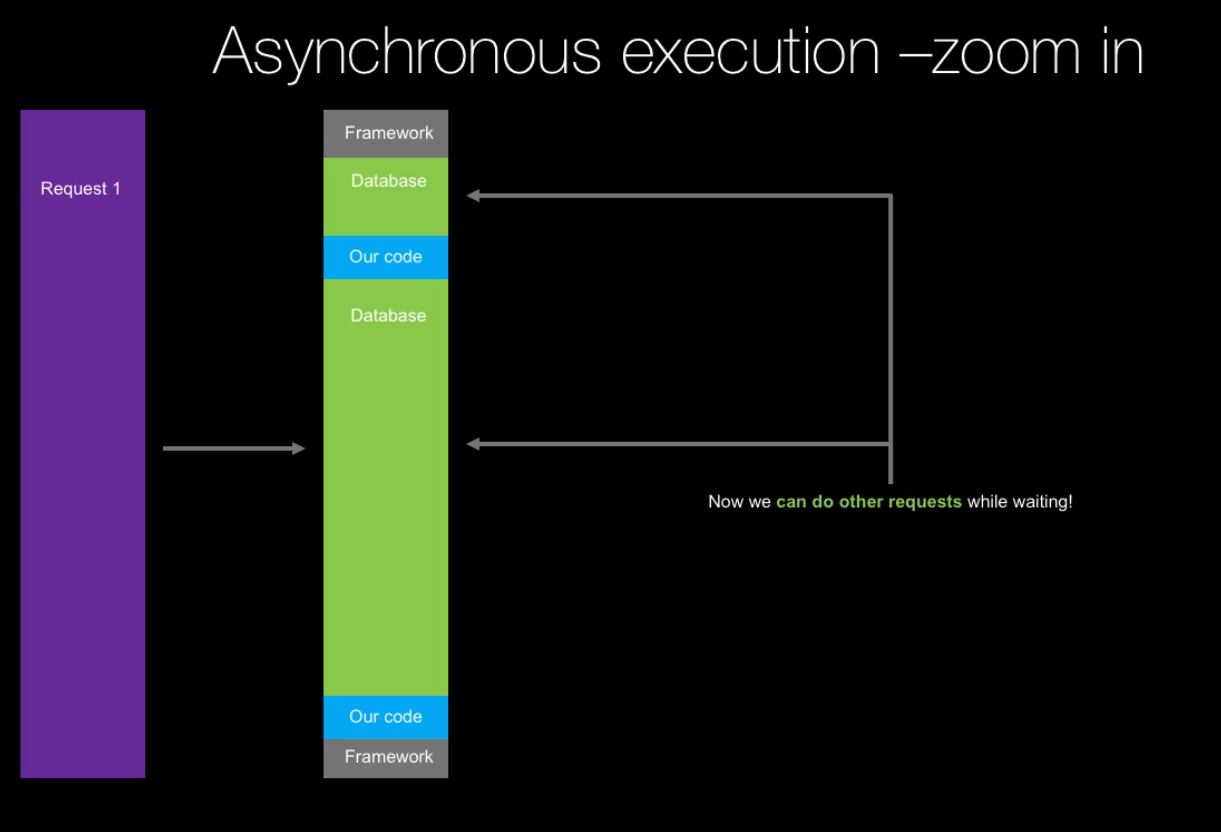 Asynchronous execution –zoom in
Request 1
Framework
Database
Our code
Database
Our code
Framework
Now we can do other requests while waiting!